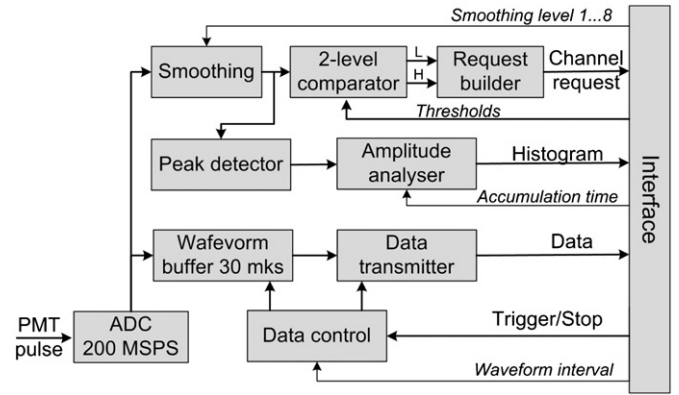 Smoothing level 1...8
Smoothing
2-level
comparator
L
H
Request
builder
Channel
request
Thresholds
Peak detector
Amplitude
analyser
Histogram
Accumulation time
Interface
Wafevorm
buffer 30 mks
Data
transmitter
Data
PMT
pulse
ADC
200 MSPS
Data control
Trigger/Stop
Waveform interval